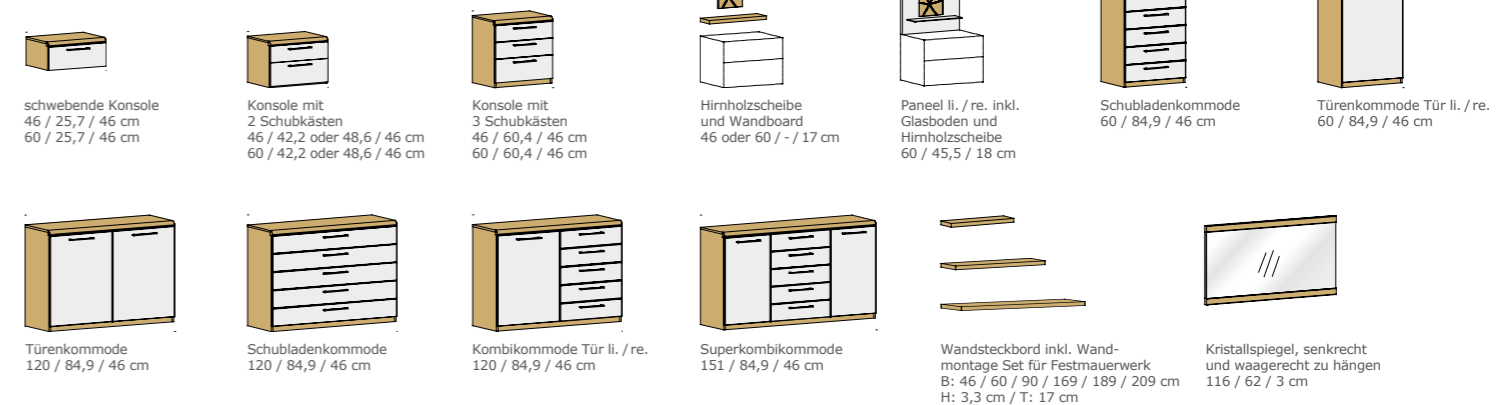 schwebende Konsole
46 / 25,7 / 46 cm
60 / 25,7 / 46 cm
Konsole mit
2 Schubkästen
46 / 42,2 oder 48,6 / 46 cm
60 / 42,2 oder 48,6 / 46 cm
Konsole mit
3 Schubkästen
46 / 60,4 / 46 cm
60 / 60,4 / 46 cm
Hirnholzscheibe
und Wandboard
46 oder 60 / - / 17 cm
Paneel li. / re. inkl.
Glasboden und
Hirnholzscheibe
60 / 45,5 / 18 cm
Schubladenkommode
60 / 84,9 / 46 cm
Türenkommode Tür li. / re.
60 / 84,9 / 46 cm
Türenkommode
120 / 84,9 / 46 cm
Schubladenkommode
120 / 84,9 / 46 cm
Kombikommode Tür li. / re.
120 / 84,9 / 46 cm
Superkombikommode
151 / 84,9 / 46 cm
Wandsteckbord inkl. Wand-
montage Set für Festmauerwerk
B: 46 / 60 / 90 / 169 / 189 / 209 cm
H: 3,3 cm / T: 17 cm
Kristallspiegel, senkrecht
und waagerecht zu hängen
116 / 62 / 3 cm